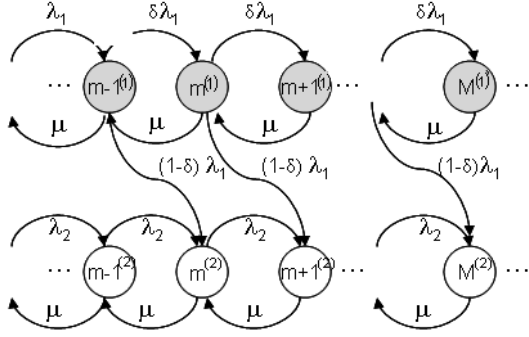 λ₁ δλ₁ δλ₁ δλ₁
... m-1⁽¹⁾ m⁽¹⁾ m+1⁽¹⁾ ... M⁽¹⁾ ...
μ μ μ μ
(1-δ) λ₁ (1-δ) λ₁ (1-δ)λ₁
λ₂ λ₂ λ₂ λ₂
... m-1⁽²⁾ m⁽²⁾ m+1⁽²⁾ ... M⁽²⁾ ...
μ μ μ μ